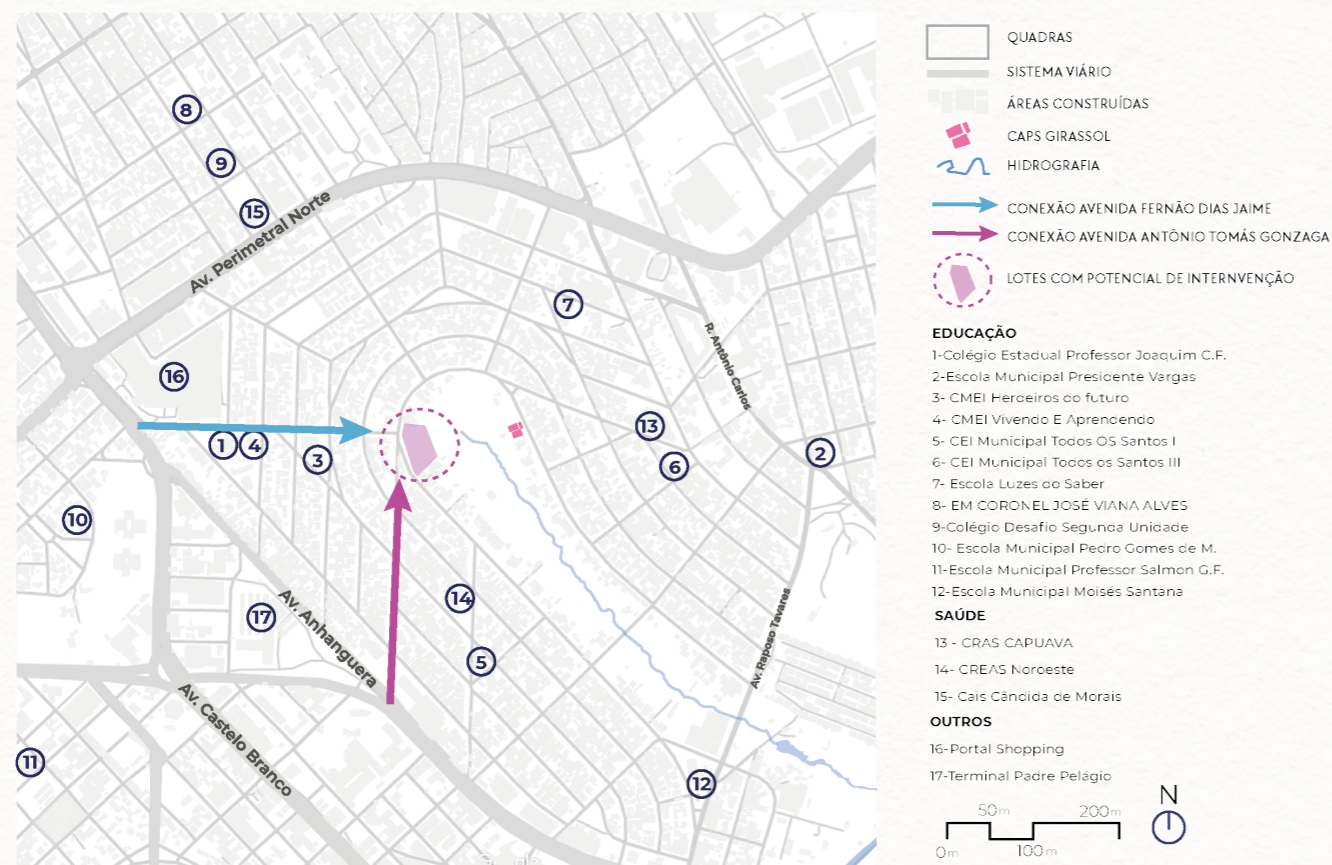 8
9
15
Av. Perimetral Norte
7
16
R. Antônio Carlos
13
1
4
3
6
2
10
14
17
Av. Anhanguera
5
Av. Raposo Tavares
Av. Castelo Branco
11
12
Google
QUADRAS
SISTEMA VIÁRIO
ÁREAS CONSTRUÍDAS
CAPS GIRASSOL
HIDROGRAFIA
CONEXÃO AVENIDA FERNÃO DIAS JAIME
CONEXÃO AVENIDA ANTÔNIO TOMÁS GONZAGA
LOTES COM POTENCIAL DE INTERNVENÇÃO
EDUCAÇÃO
1-Colégio Estadual Professor Joaquim C.F.
2-Escola Municipal Presidente Vargas
3- CMEI Herdeiros do futuro
4- CMEI Vivendo E Aprendendo
5- CEI Municipal Todos OS Santos I
6- CEI Municipal Todos os Santos III
7- Escola Luzes do Saber
8- EM CORONEL JOSÉ VIANA ALVES
9-Colégio Desafio Segunda Unidade
10- Escola Municipal Pedro Gomes de M.
11-Escola Municipal Professor Salmon G.F.
12-Escola Municipal Moisés Santana
SAÚDE
13 - CRAS CAPUAVA
14- CREAS Noroeste
15- Cais Cândida de Morais
OUTROS
16-Portal Shopping
17-Terminal Padre Pelágio
50m 200m
0m 100m
N